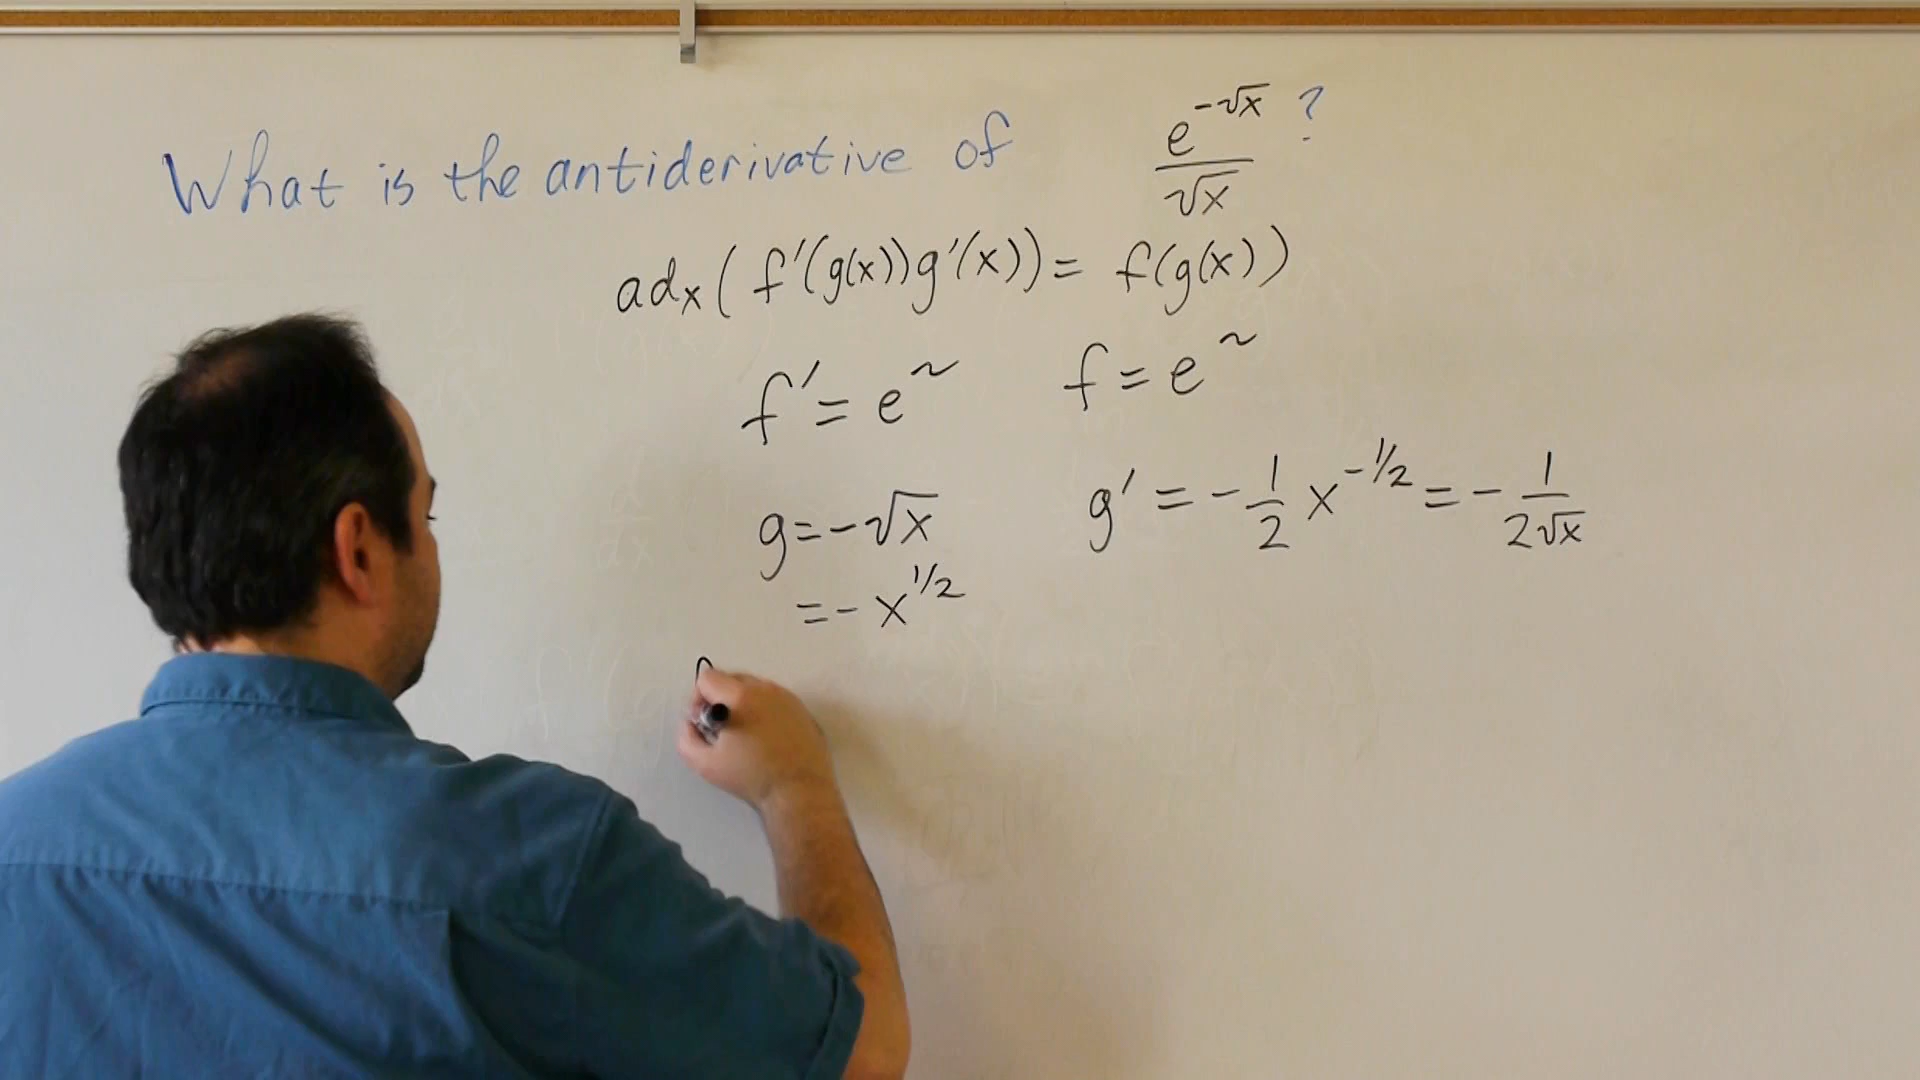 What is the antiderivative of e^{-√x}/√x ?
ad_x(f'(g(x))g'(x)) = f(g(x))
f' = e^~ f = e^~
g = -√x g' = -1/2 x^{-1/2} = -1/(2√x)
= -x^{1/2}